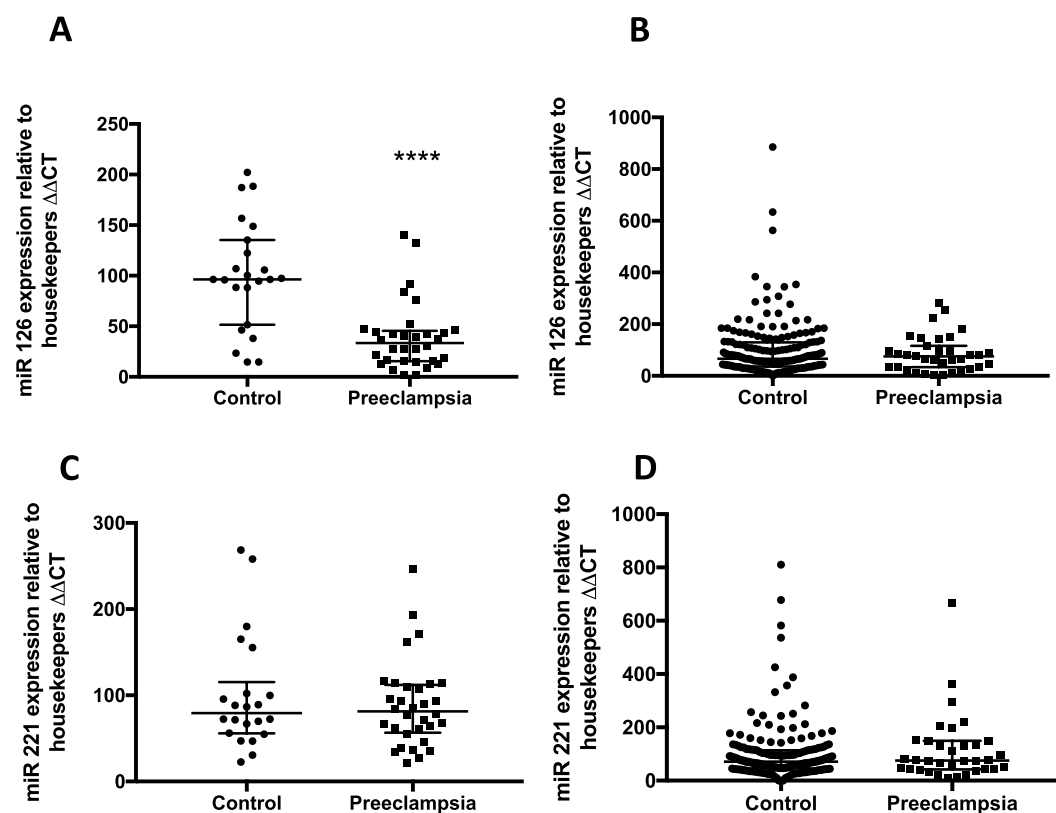 A
miR 126 expression relative to
housekeepers ΔΔCT
250
200
150
100
50
0
****
Control
Preeclampsia
B
miR 126 expression relative to
housekeepers ΔΔCT
1000
800
600
400
200
0
Control
Preeclampsia
C
miR 221 expression relative to
housekeepers ΔΔCT
300
200
100
0
Control
Preeclampsia
D
miR 221 expression relative to
housekeepers ΔΔCT
1000
800
600
400
200
0
Control
Preeclampsia